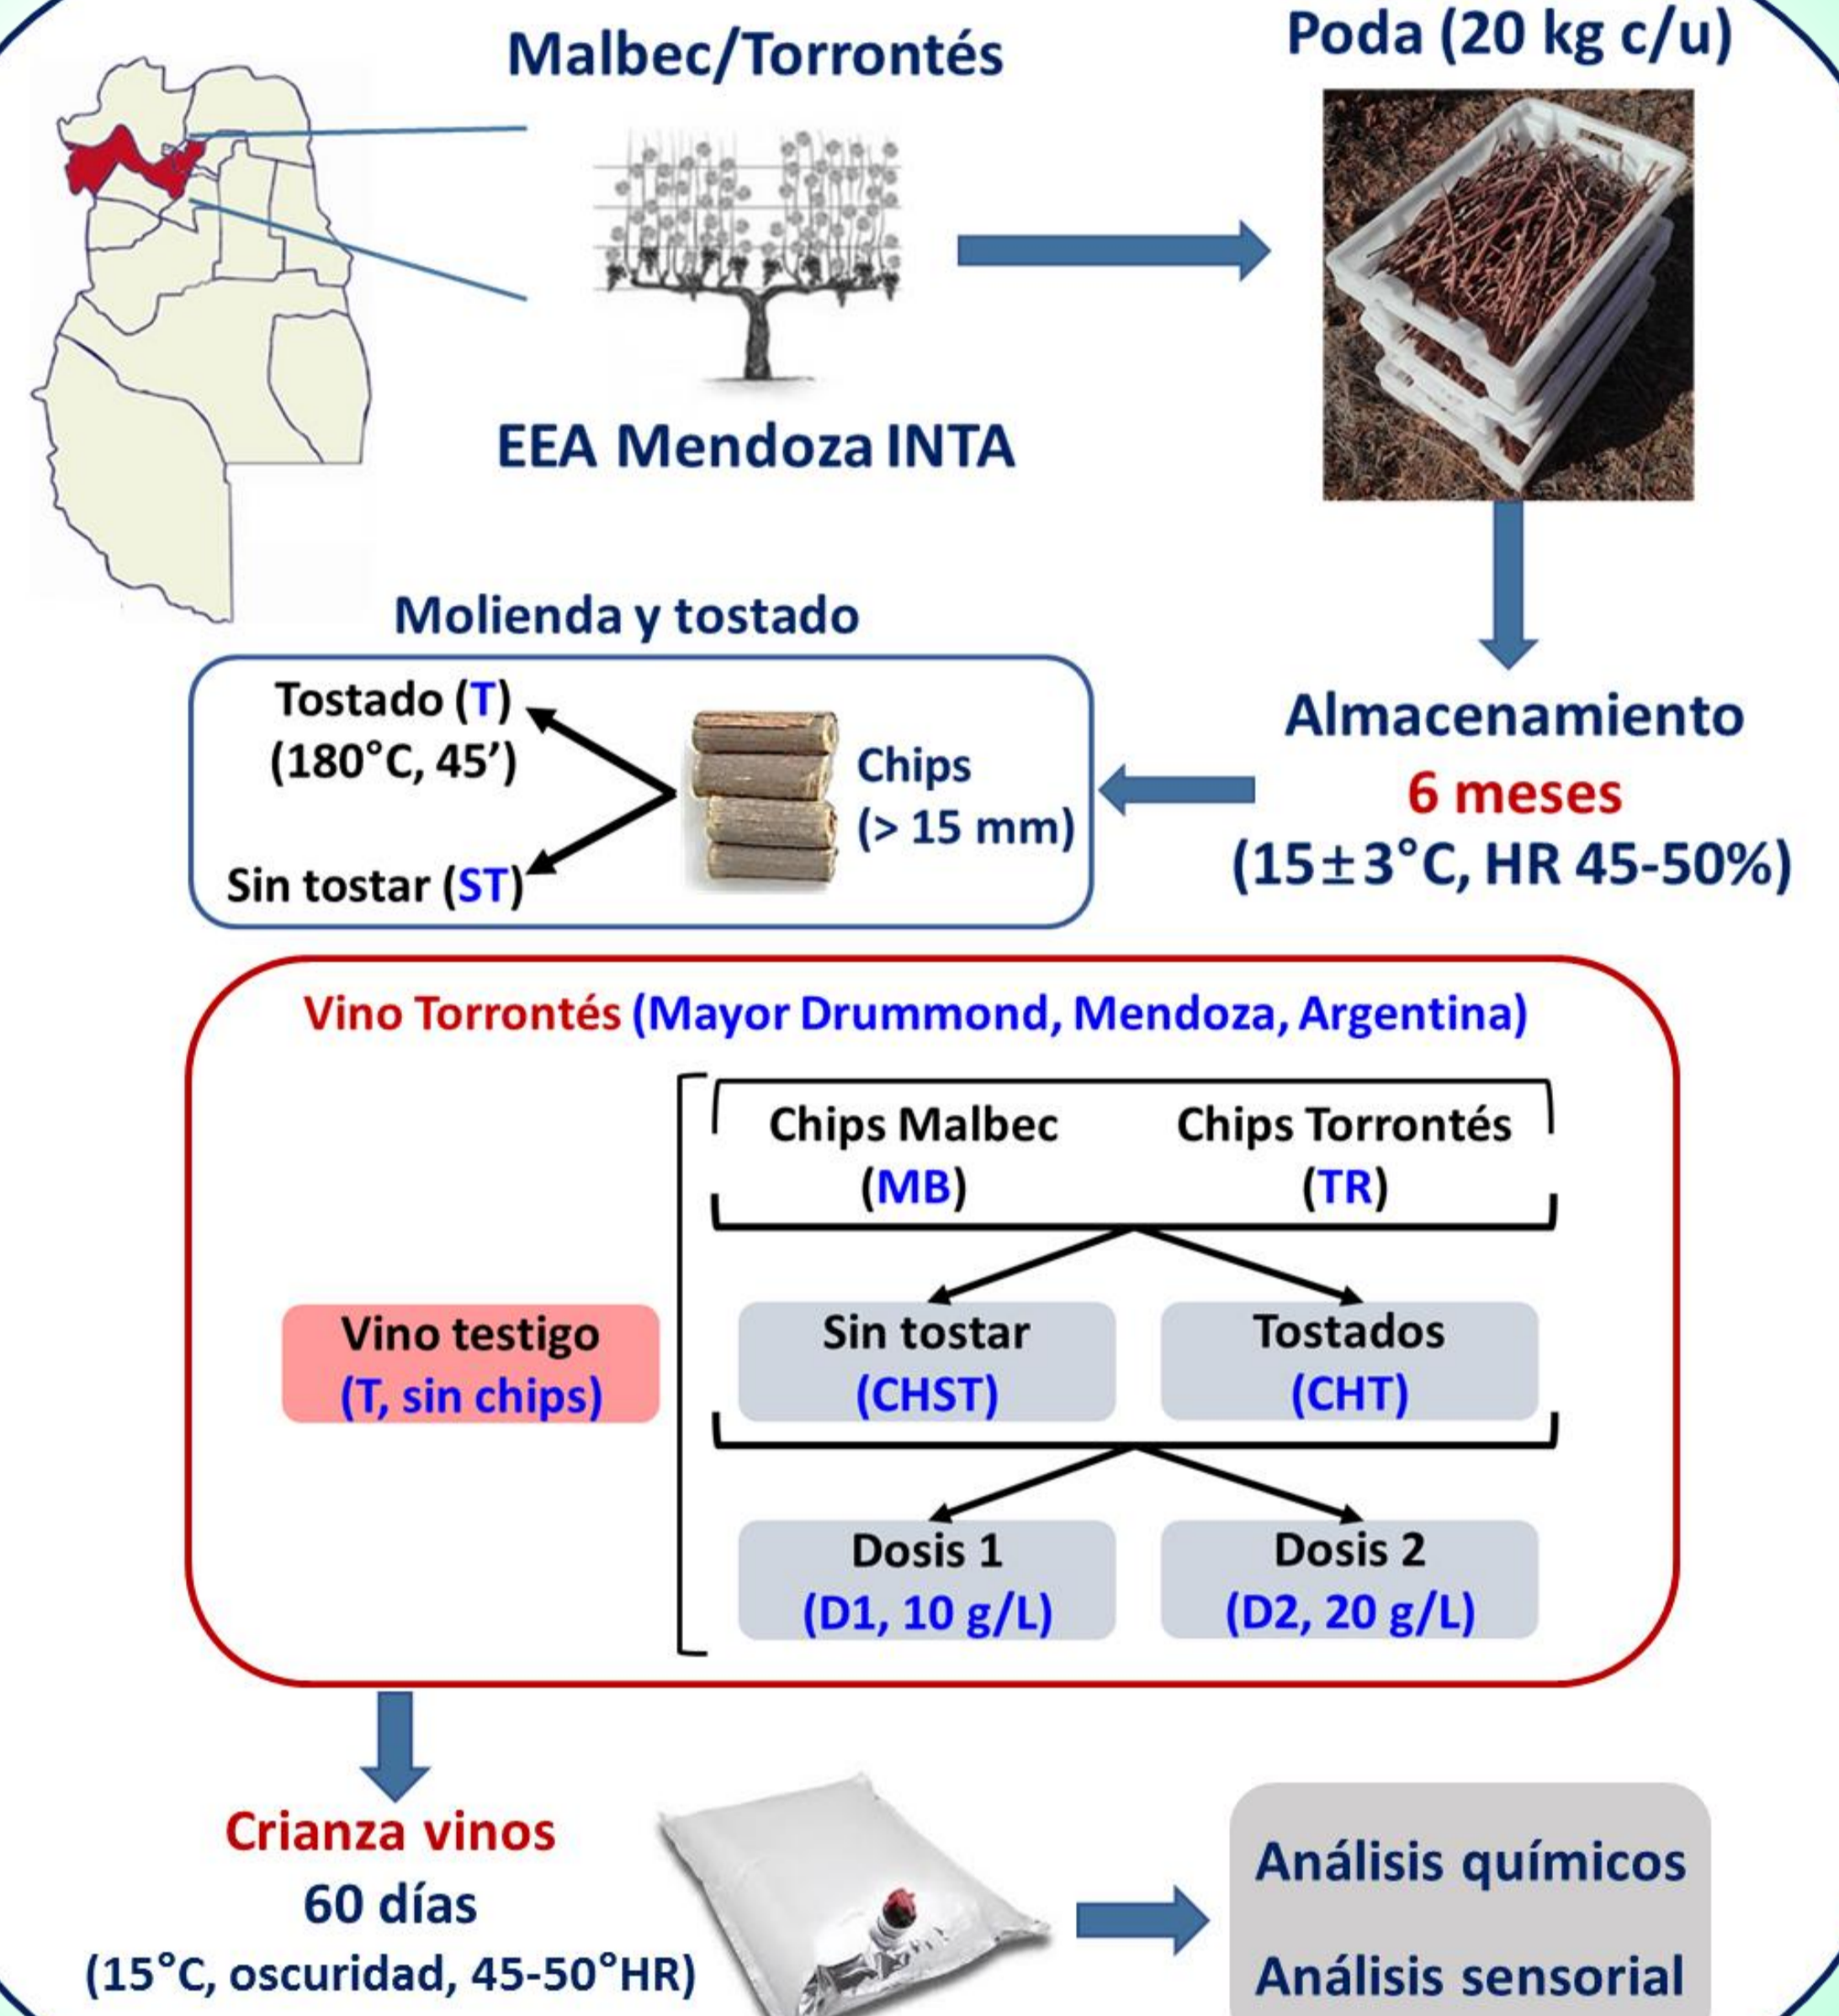 Malbec/Torrontés
Poda (20 kg c/u)
EEA Mendoza INTA
Almacenamiento
6 meses
(15±3°C, HR 45-50%)
Molienda y tostado
Tostado (T)
(180°C, 45’)
Sin tostar (ST)
Chips
(> 15 mm)
Vino Torrontés (Mayor Drummond, Mendoza, Argentina)
Chips Malbec
(MB)
Chips Torrontés
(TR)
Vino testigo
(T, sin chips)
Sin tostar
(CHST)
Tostados
(CHT)
Dosis 1
(D1, 10 g/L)
Dosis 2
(D2, 20 g/L)
Crianza vinos
60 días
(15°C, oscuridad, 45-50°HR)
Análisis químicos
Análisis sensorial